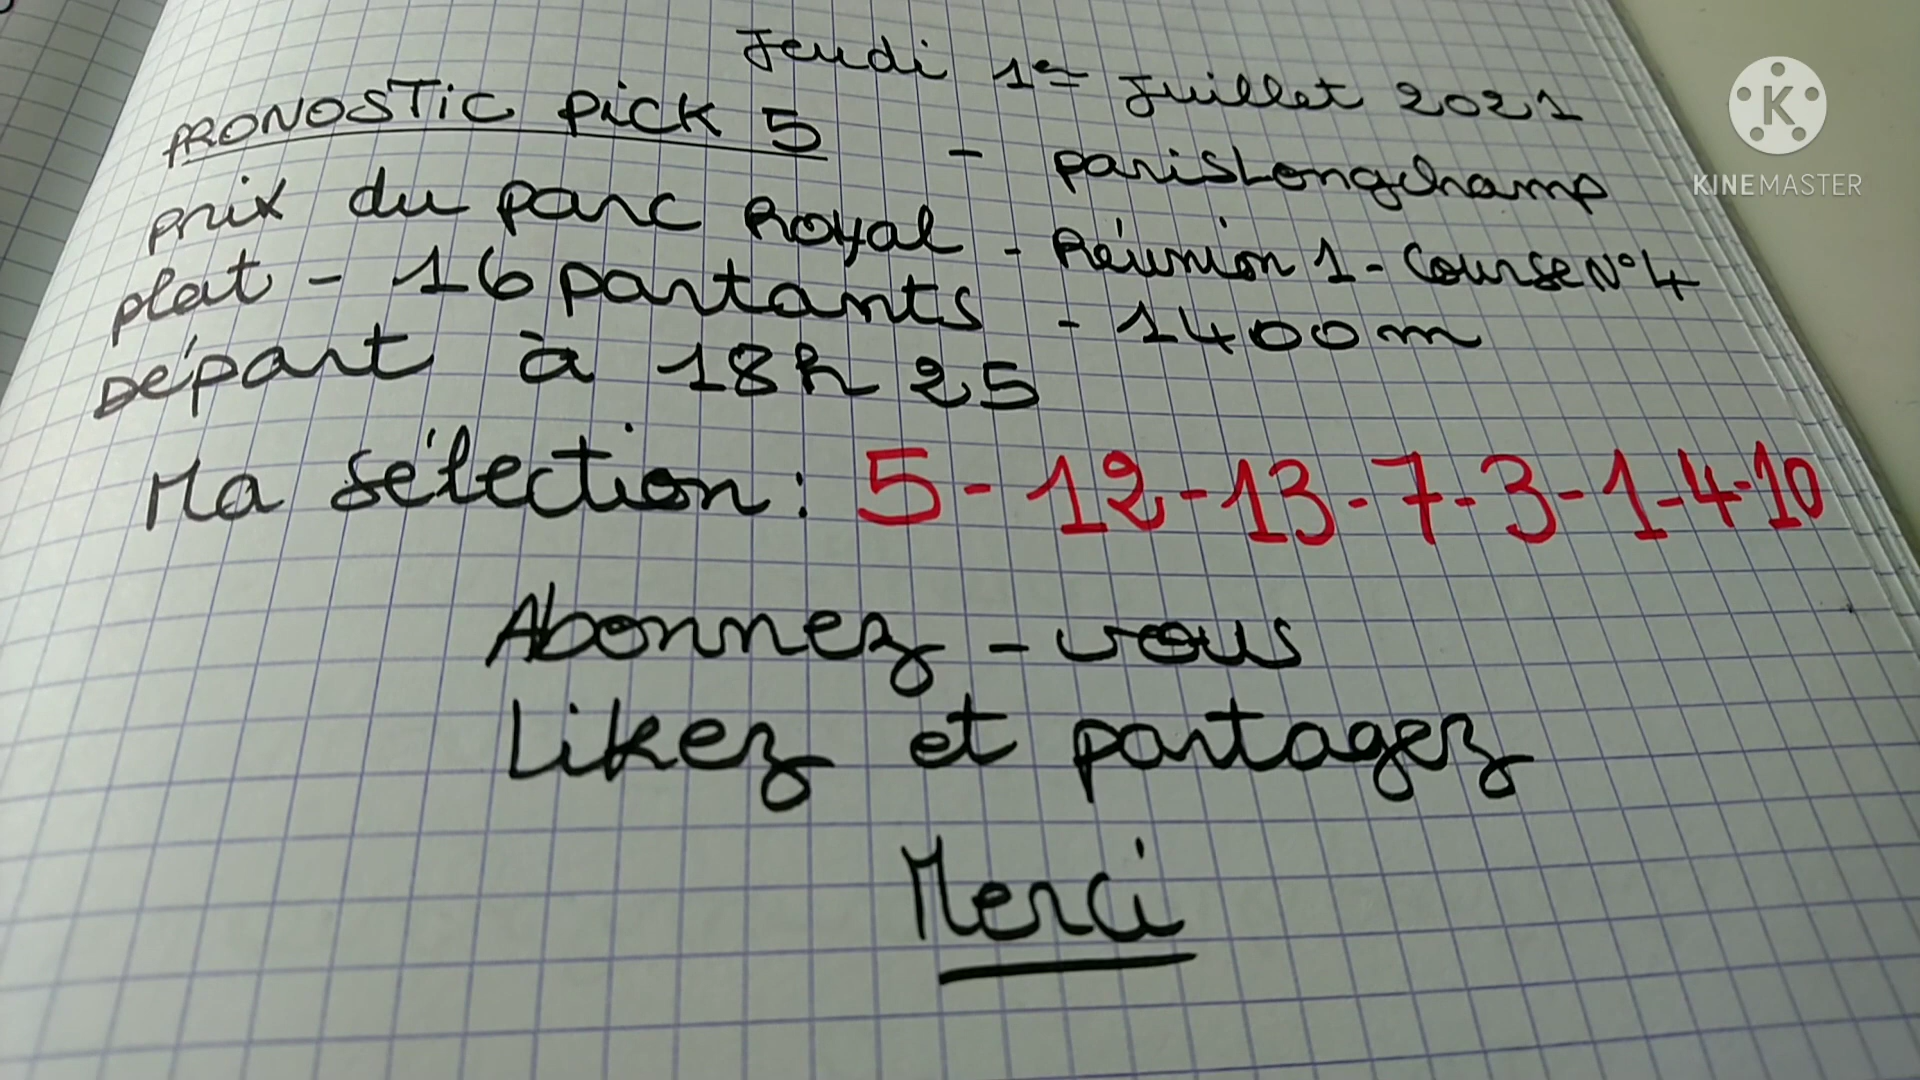 Jeudi 1er Juillet 2021
PRONOSTIC PICK 5 - ParisLongchamp
prix du parc Royal - Réunion 1 - Course N° 4
plat - 16 partants - 1400 m
Départ à 18h25
Ma sélection : 5 - 12 - 13 - 7 - 3 - 1 - 4 - 10
Abonnez-vous
Likez et partagez
Merci
K
KINEMASTER